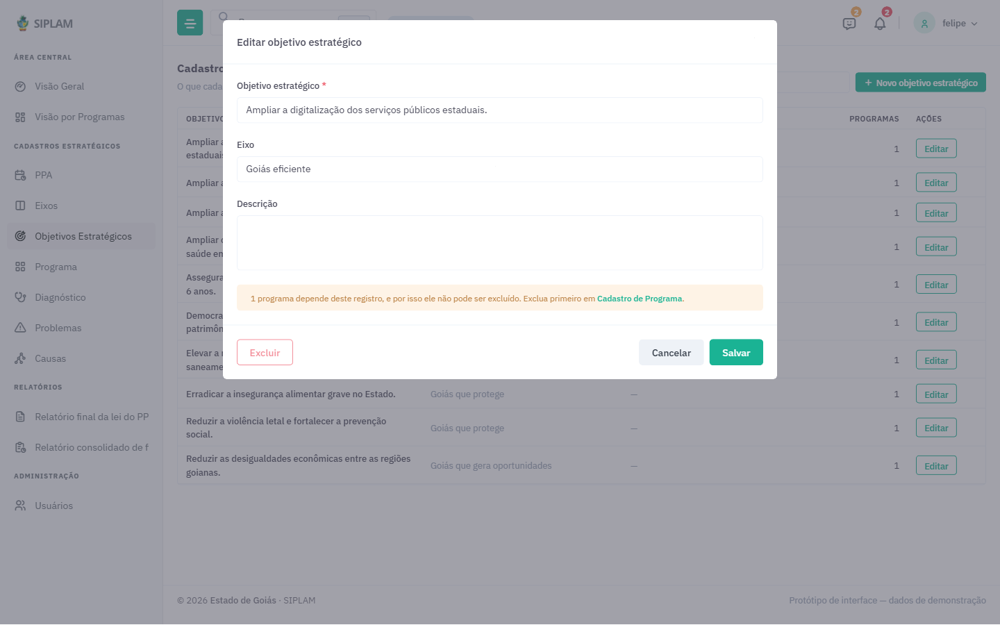 SIPLAM
ÁREA CENTRAL
Visão Geral
Visão por Programas
CADASTROS ESTRATÉGICOS
PPA
Eixos
Objetivos Estratégicos
Programa
Diagnóstico
Problemas
Causas
RELATÓRIOS
Relatório final da lei do PP
Relatório consolidado de f
ADMINISTRAÇÃO
Usuários
2
2
felipe
Cadastro
O que cada
+ Novo objetivo estratégico
OBJETIVO
PROGRAMAS
AÇÕES
Ampliar a
estaduais
1
Editar
Ampliar a
1
Editar
Ampliar a
1
Editar
Ampliar
saúde em
1
Editar
Assegura
6 anos.
1
Editar
Democra
patrimôn
1
Editar
Elevar a
saneame
1
Editar
Erradicar a insegurança alimentar grave no Estado.
Goiás que protege
—
1
Editar
Reduzir a violência letal e fortalecer a prevenção
social.
Goiás que protege
—
1
Editar
Reduzir as desigualdades econômicas entre as regiões
goianas.
Goiás que gera oportunidades
—
1
Editar
Editar objetivo estratégico
Objetivo estratégico *
Ampliar a digitalização dos serviços públicos estaduais.
Eixo
Goiás eficiente
Descrição
1 programa depende deste registro, e por isso ele não pode ser excluído. Exclua primeiro em Cadastro de Programa.
Excluir
Cancelar
Salvar
© 2026 Estado de Goiás · SIPLAM
Protótipo de interface — dados de demonstração